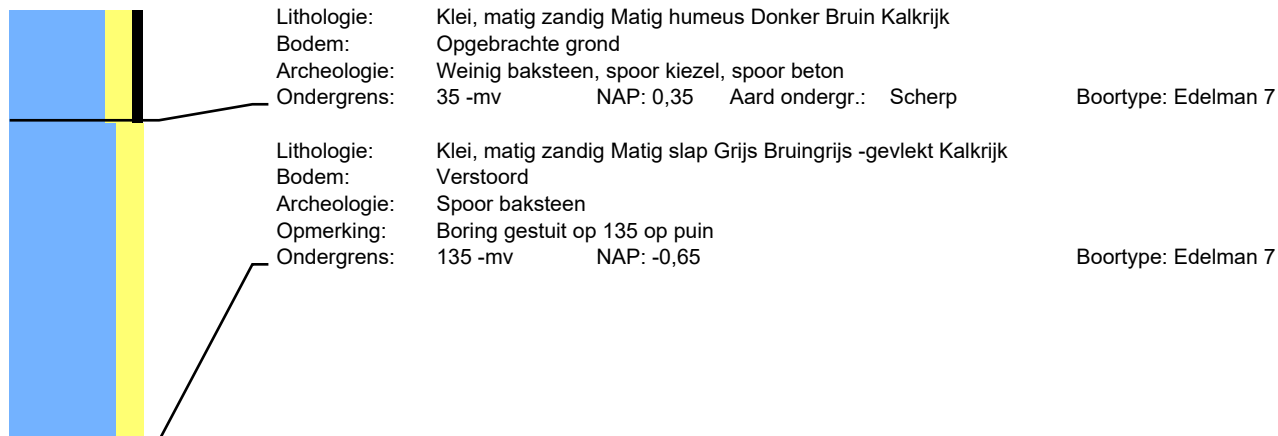 Lithologie: Klei, matig zandig Matig humeus Donker Bruin Kalkrijk
Bodem: Opgebrachte grond
Archeologie: Weinig baksteen, spoor kiezel, spoor beton
Ondergrens: 35 -mv NAP: 0,35 Aard ondergr.: Scherp Boortype: Edelman 7
Lithologie: Klei, matig zandig Matig slap Grijs Bruingrijs -gevlekt Kalkrijk
Bodem: Verstoord
Archeologie: Spoor baksteen
Opmerking: Boring gestuit op 135 op puin
Ondergrens: 135 -mv NAP: -0,65 Boortype: Edelman 7